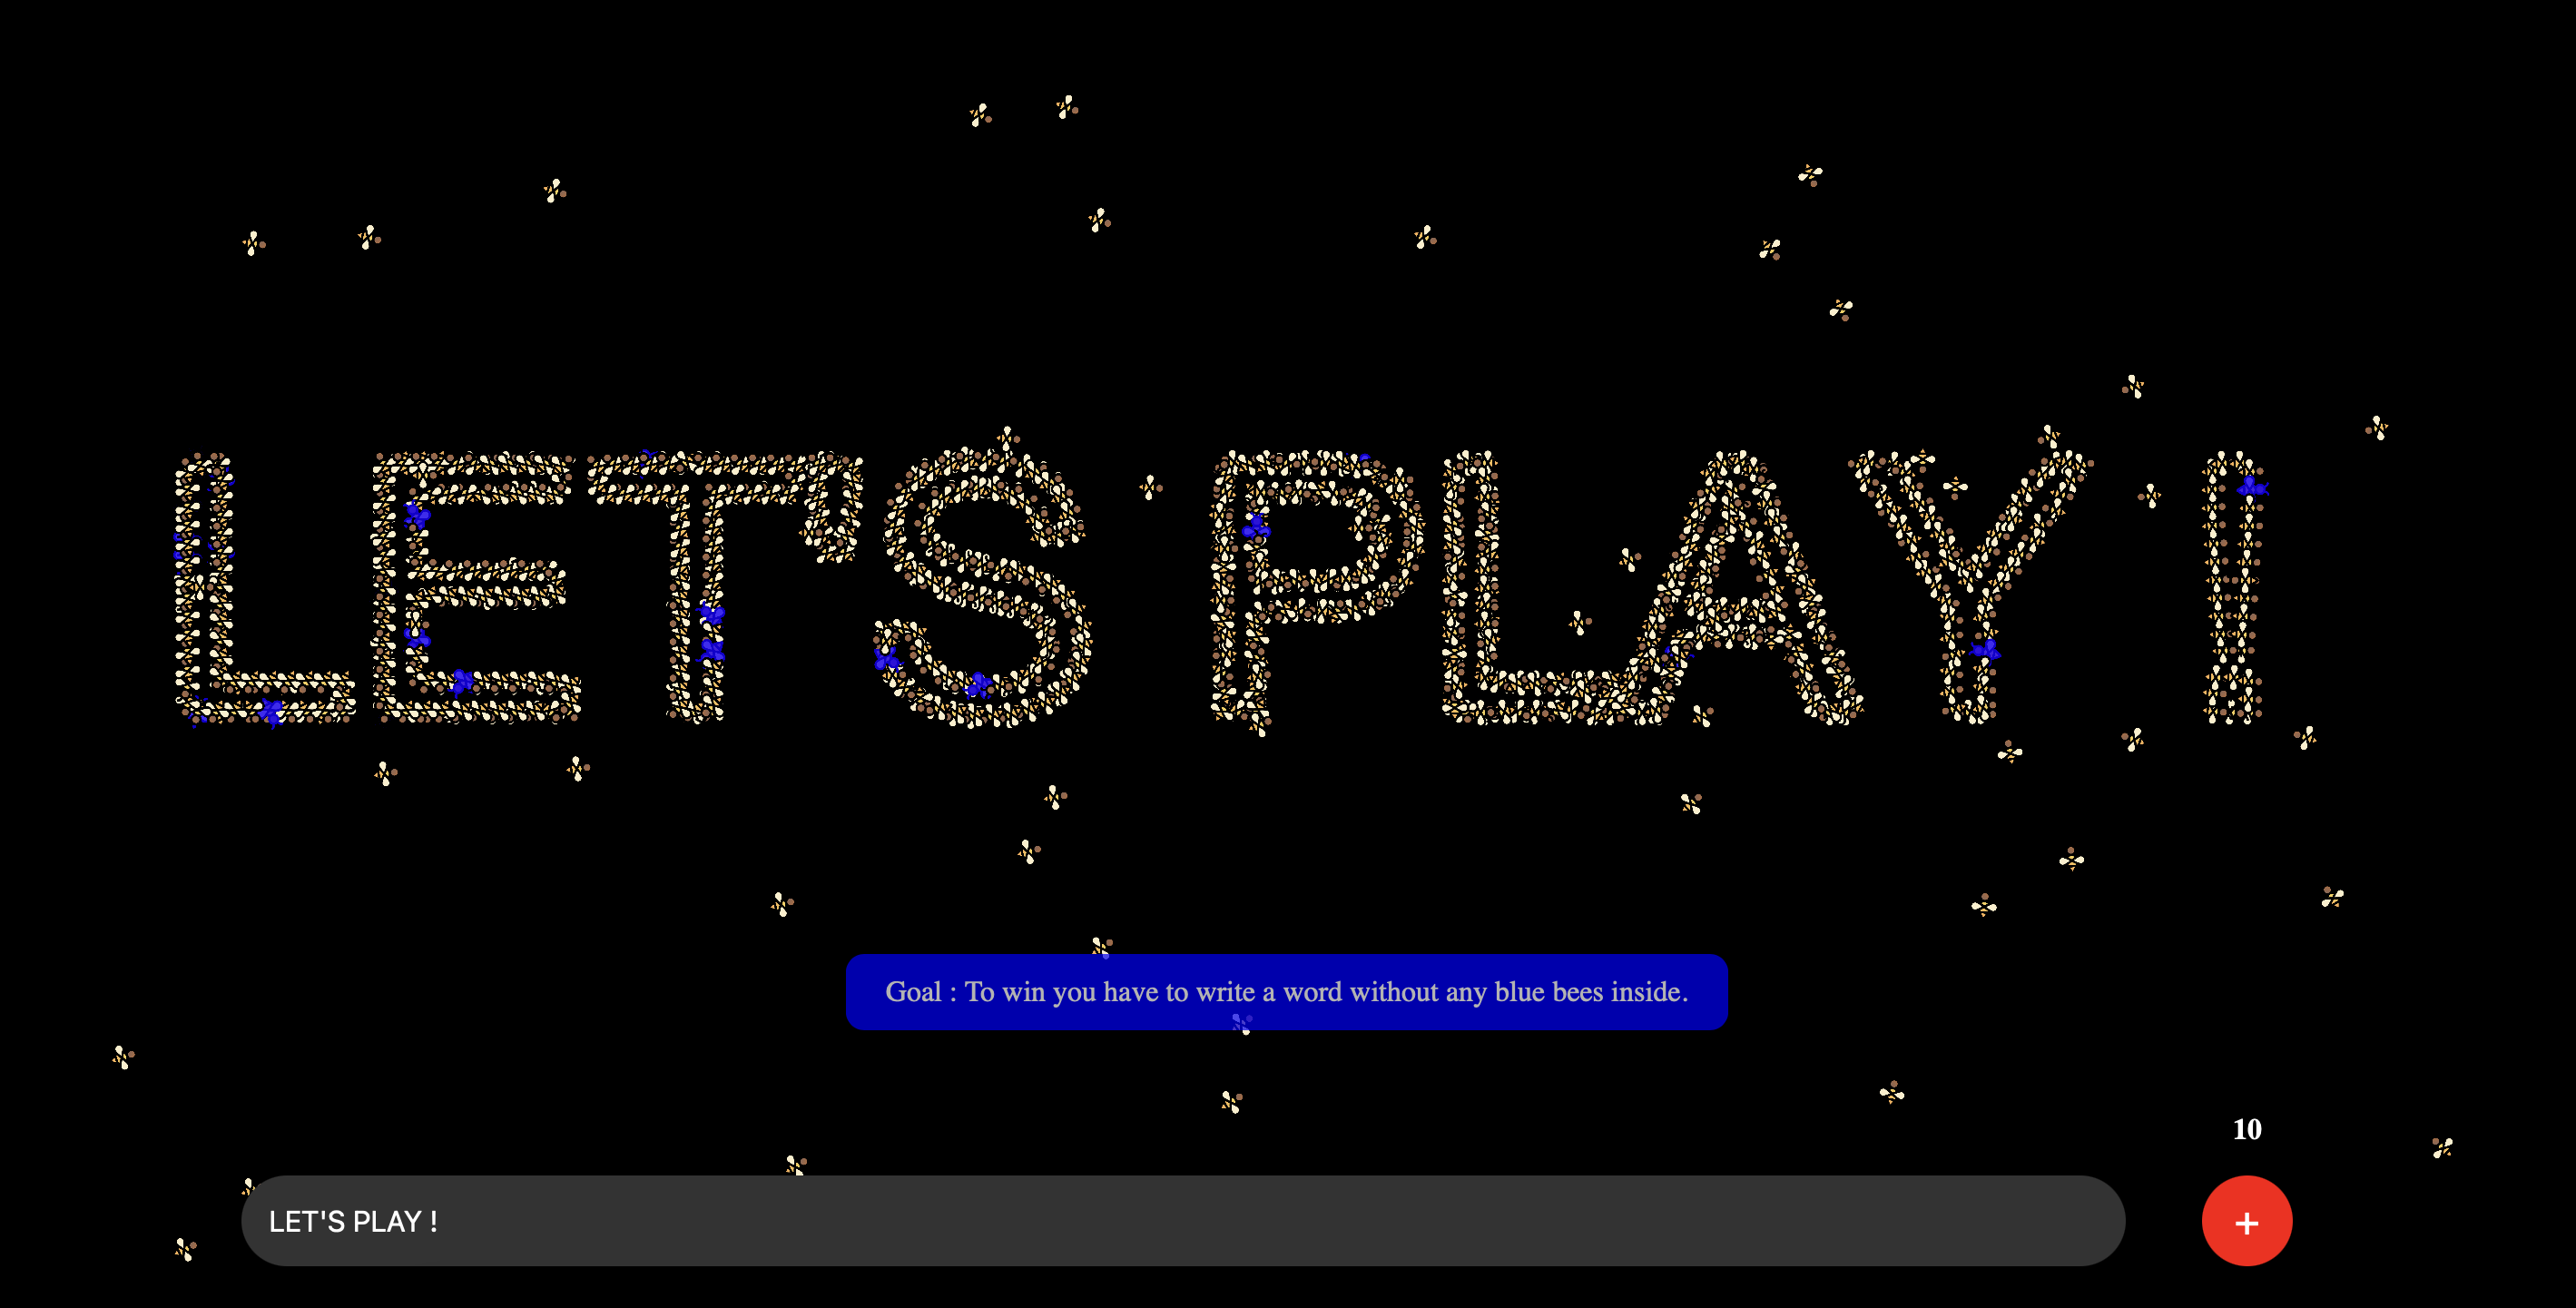 LET'S PLAY !
Goal : To win you have to write a word without any blue bees inside.
10
LET'S PLAY !
+